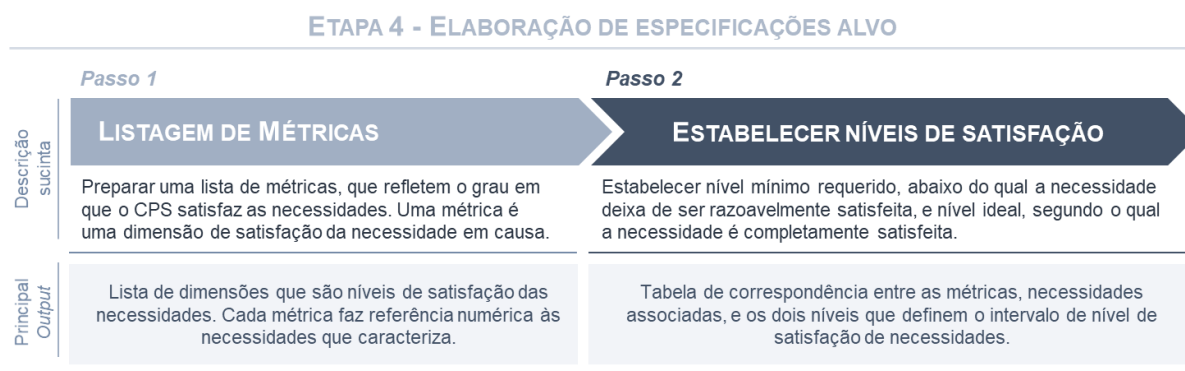 ETAPA 4 - ELABORAÇÃO DE ESPECIFICAÇÕES ALVO
Passo 1
Passo 2
Descrição
sucinta
LISTAGEM DE MÉTRICAS
ESTABELECER NÍVEIS DE SATISFAÇÃO
Preparar uma lista de métricas, que refletem o grau em
que o CPS satisfaz as necessidades. Uma métrica é
uma dimensão de satisfação da necessidade em causa.
Estabelecer nível mínimo requerido, abaixo do qual a necessidade
deixa de ser razoavelmente satisfeita, e nível ideal, segundo o qual
a necessidade é completamente satisfeita.
Principal
Output
Lista de dimensões que são níveis de satisfação das
necessidades. Cada métrica faz referência numérica às
necessidades que caracteriza.
Tabela de correspondência entre as métricas, necessidades
associadas, e os dois níveis que definem o intervalo de nível de
satisfação de necessidades.